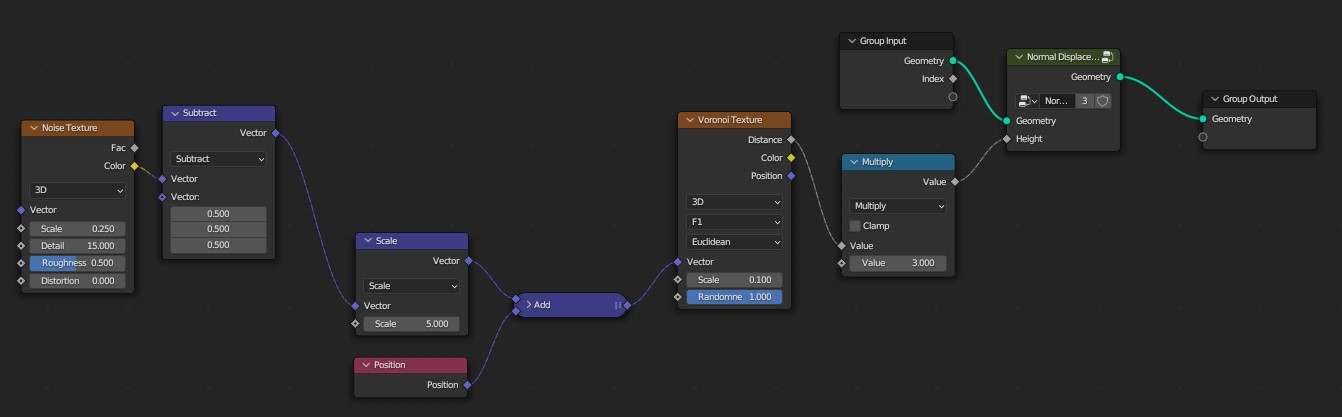 Noise Texture
Fac
Color
3D
Vector
Scale 0.250
Detail 15.000
Roughness 0.500
Distortion 0.000
Subtract
Vector
Subtract
Vector
Vector:
0.500
0.500
0.500
Scale
Vector
Scale
Vector
Scale 5.000
Position
Position
Add
Voronoi Texture
Distance
Color
Position
3D
F1
Euclidean
Vector
Scale 0.100
Randomne 1.000
Group Input
Geometry
Index
Multiply
Value
Multiply
Clamp
Value
Value 3.000
Normal Displace...
Geometry
Nor... 3
Geometry
Height
Group Output
Geometry